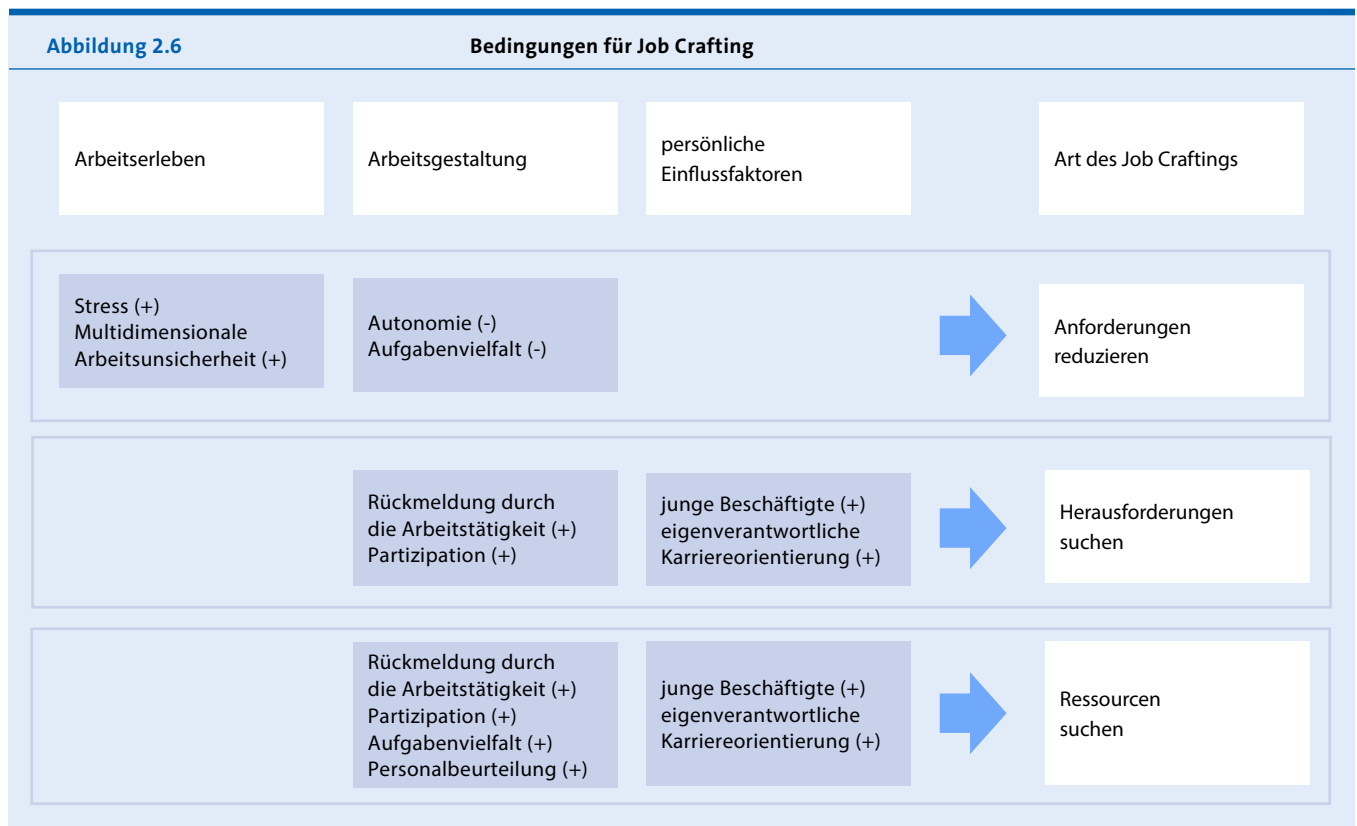 Abbildung 2.6
Bedingungen für Job Crafting
Arbeitserleben
Arbeitsgestaltung
persönliche
Einflussfaktoren
Art des Job Craftings
Stress (+)
Multidimensionale
Arbeitsunsicherheit (+)
Autonomie (-)
Aufgabenvielfalt (-)
Anforderungen
reduzieren
Rückmeldung durch
die Arbeitstätigkeit (+)
Partizipation (+)
junge Beschäftigte (+)
eigenverantwortliche
Karriereorientierung (+)
Herausforderungen
suchen
Rückmeldung durch
die Arbeitstätigkeit (+)
Partizipation (+)
Aufgabenvielfalt (+)
Personalbeurteilung (+)
junge Beschäftigte (+)
eigenverantwortliche
Karriereorientierung (+)
Ressourcen
suchen